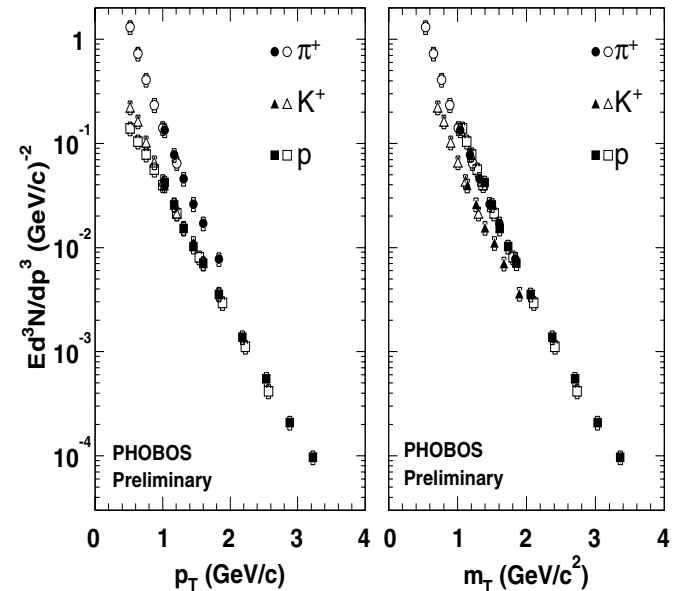 Ed³N/dp³ (GeV/c)⁻²
1
10⁻¹
10⁻²
10⁻³
10⁻⁴
π⁺
K⁺
p
PHOBOS
Preliminary
0 1 2 3 4
p_T (GeV/c)
π⁺
K⁺
p
PHOBOS
Preliminary
0 1 2 3 4
m_T (GeV/c²)